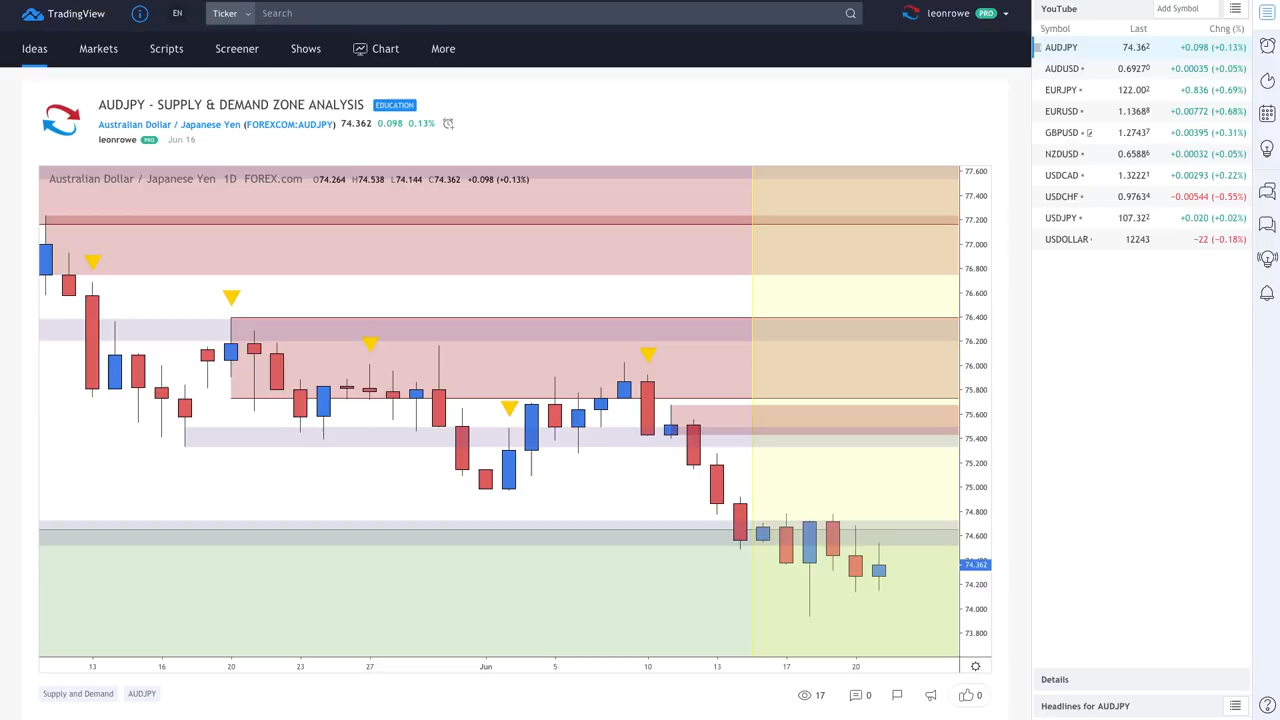 TradingView EN Ticker Search leonrowe PRO
Ideas Markets Scripts Screener Shows Chart More
AUDJPY - SUPPLY & DEMAND ZONE ANALYSIS EDUCATION
Australian Dollar / Japanese Yen (FOREXCOM:AUDJPY) 74.362 0.098 0.13%
leonrowe PRO Jun 16
Australian Dollar / Japanese Yen 1D FOREX.com O74.264 H74.538 L74.144 C74.362 +0.098 (+0.13%)
77.600
77.400
77.200
77.000
76.800
76.600
76.400
76.200
76.000
75.800
75.600
75.400
75.200
75.000
74.800
74.600
74.362
74.200
74.000
73.800
13 16 20 23 27 Jun 5 10 13 17 20
Supply and Demand AUDJPY 17 0 0
YouTube Add Symbol
Symbol Last Chng (%)
AUDJPY 74.362 +0.098 (+0.13%)
AUDUSD 0.69270 +0.00035 (+0.05%)
EURJPY 122.002 +0.836 (+0.69%)
EURUSD 1.13688 +0.00772 (+0.68%)
GBPUSD 1.27437 +0.00395 (+0.31%)
NZDUSD 0.65886 +0.00032 (+0.05%)
USDCAD 1.32221 +0.00293 (+0.22%)
USDCHF 0.97634 −0.00544 (−0.55%)
USDJPY 107.322 +0.020 (+0.02%)
USDOLLAR 12243 −22 (−0.18%)
Details
Headlines for AUDJPY